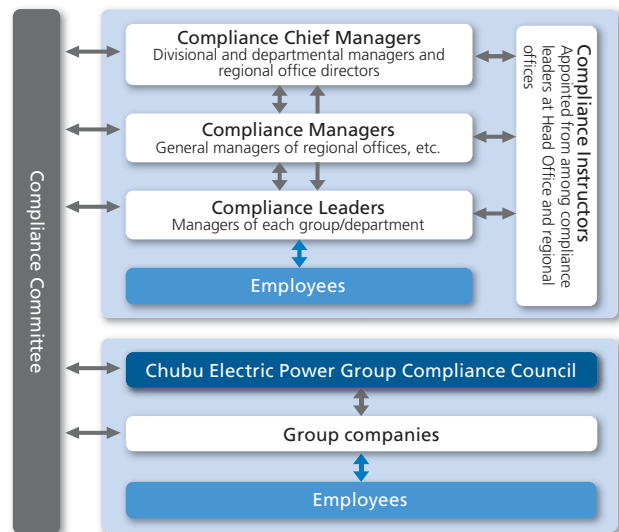 Compliance Committee
Compliance Chief Managers
Divisional and departmental managers and
regional office directors
Compliance Managers
General managers of regional offices, etc.
Compliance Leaders
Managers of each group/department
Employees
Compliance Instructors
Appointed from among compliance
leaders at Head Office and regional
offices
Chubu Electric Power Group Compliance Council
Group companies
Employees